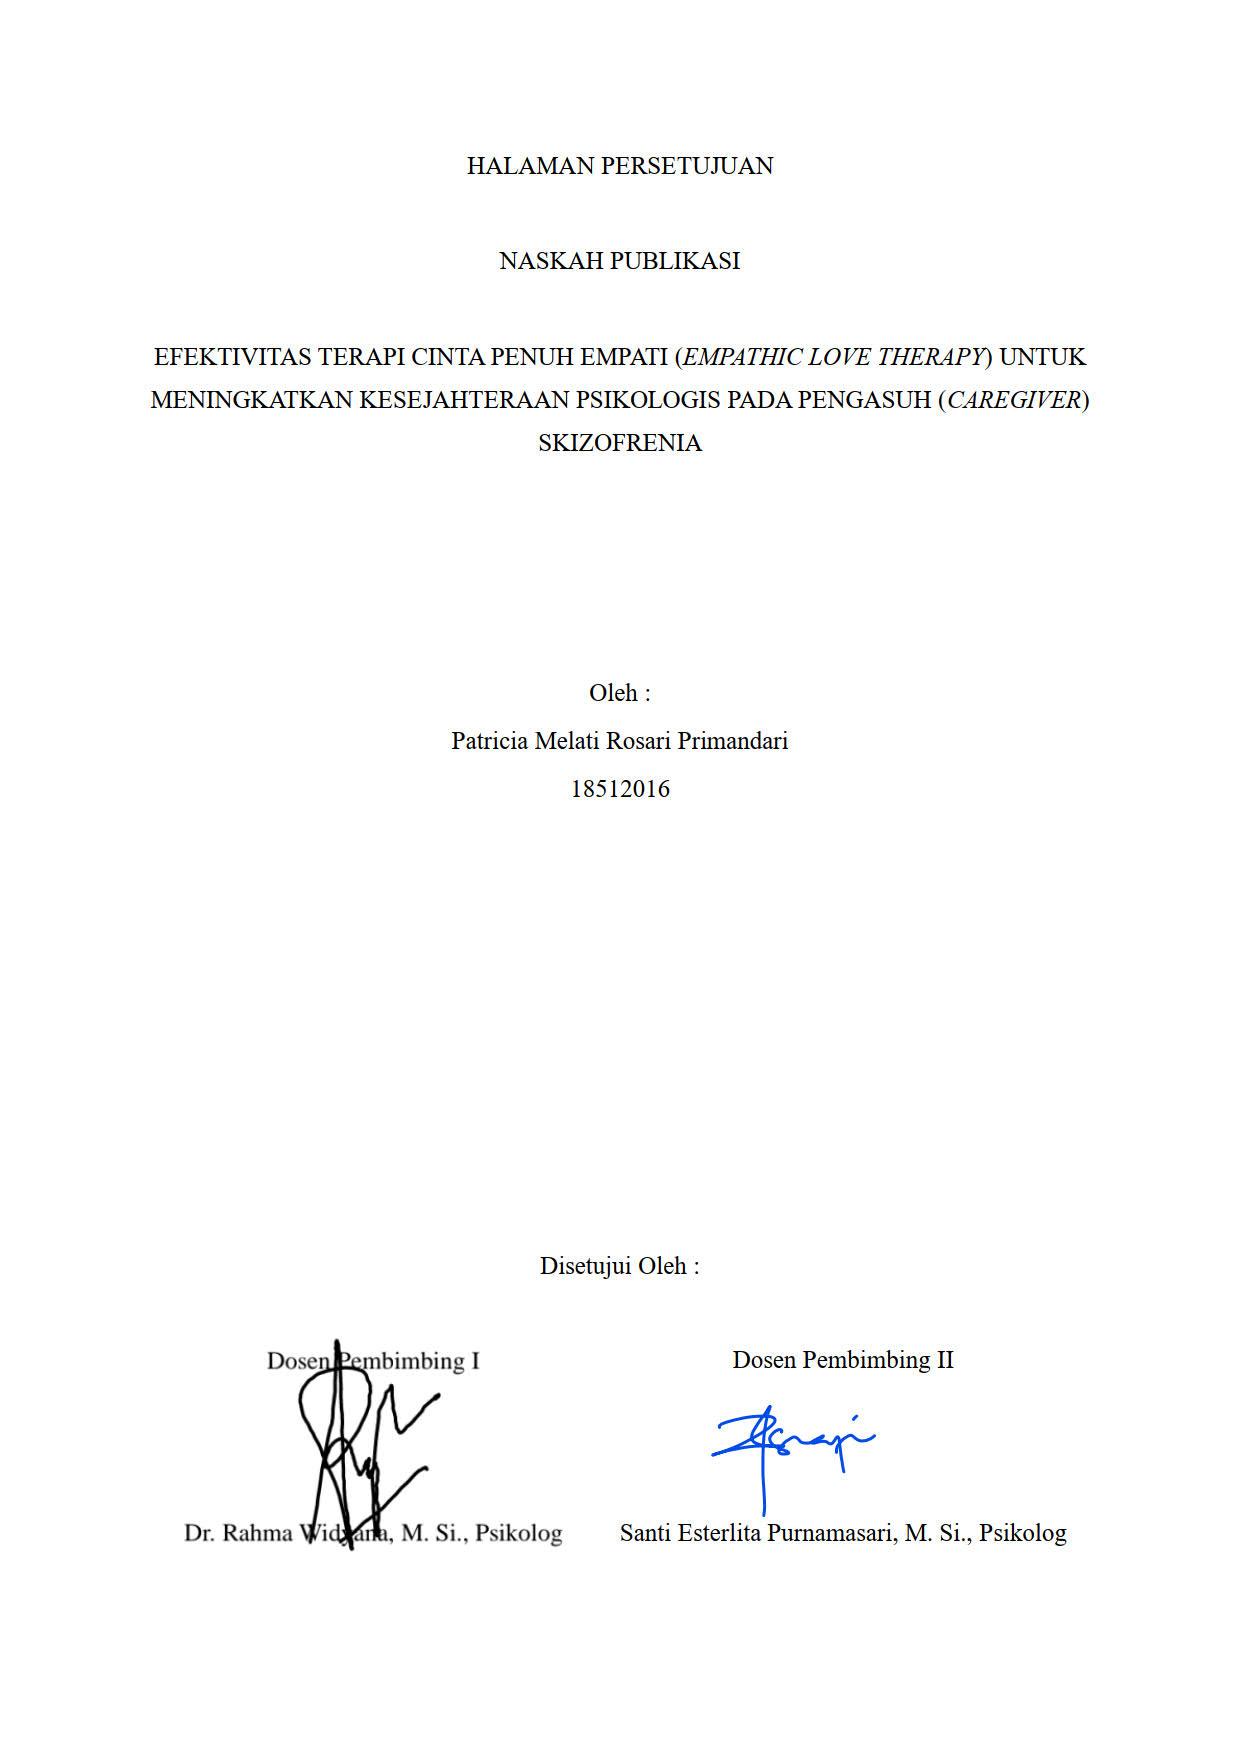 HALAMAN PERSETUJUAN
NASKAH PUBLIKASI
EFEKTIVITAS TERAPI CINTA PENUH EMPATI (EMPATHIC LOVE THERAPY) UNTUK
MENINGKATKAN KESEJAHTERAAN PSIKOLOGIS PADA PENGASUH (CAREGIVER)
SKIZOFRENIA
Oleh :
Patricia Melati Rosari Primandari
18512016
Disetujui Oleh :
Dosen Pembimbing I
Dosen Pembimbing II
Dr. Rahma Widyana, M. Si., Psikolog
Santi Esterlita Purnamasari, M. Si., Psikolog